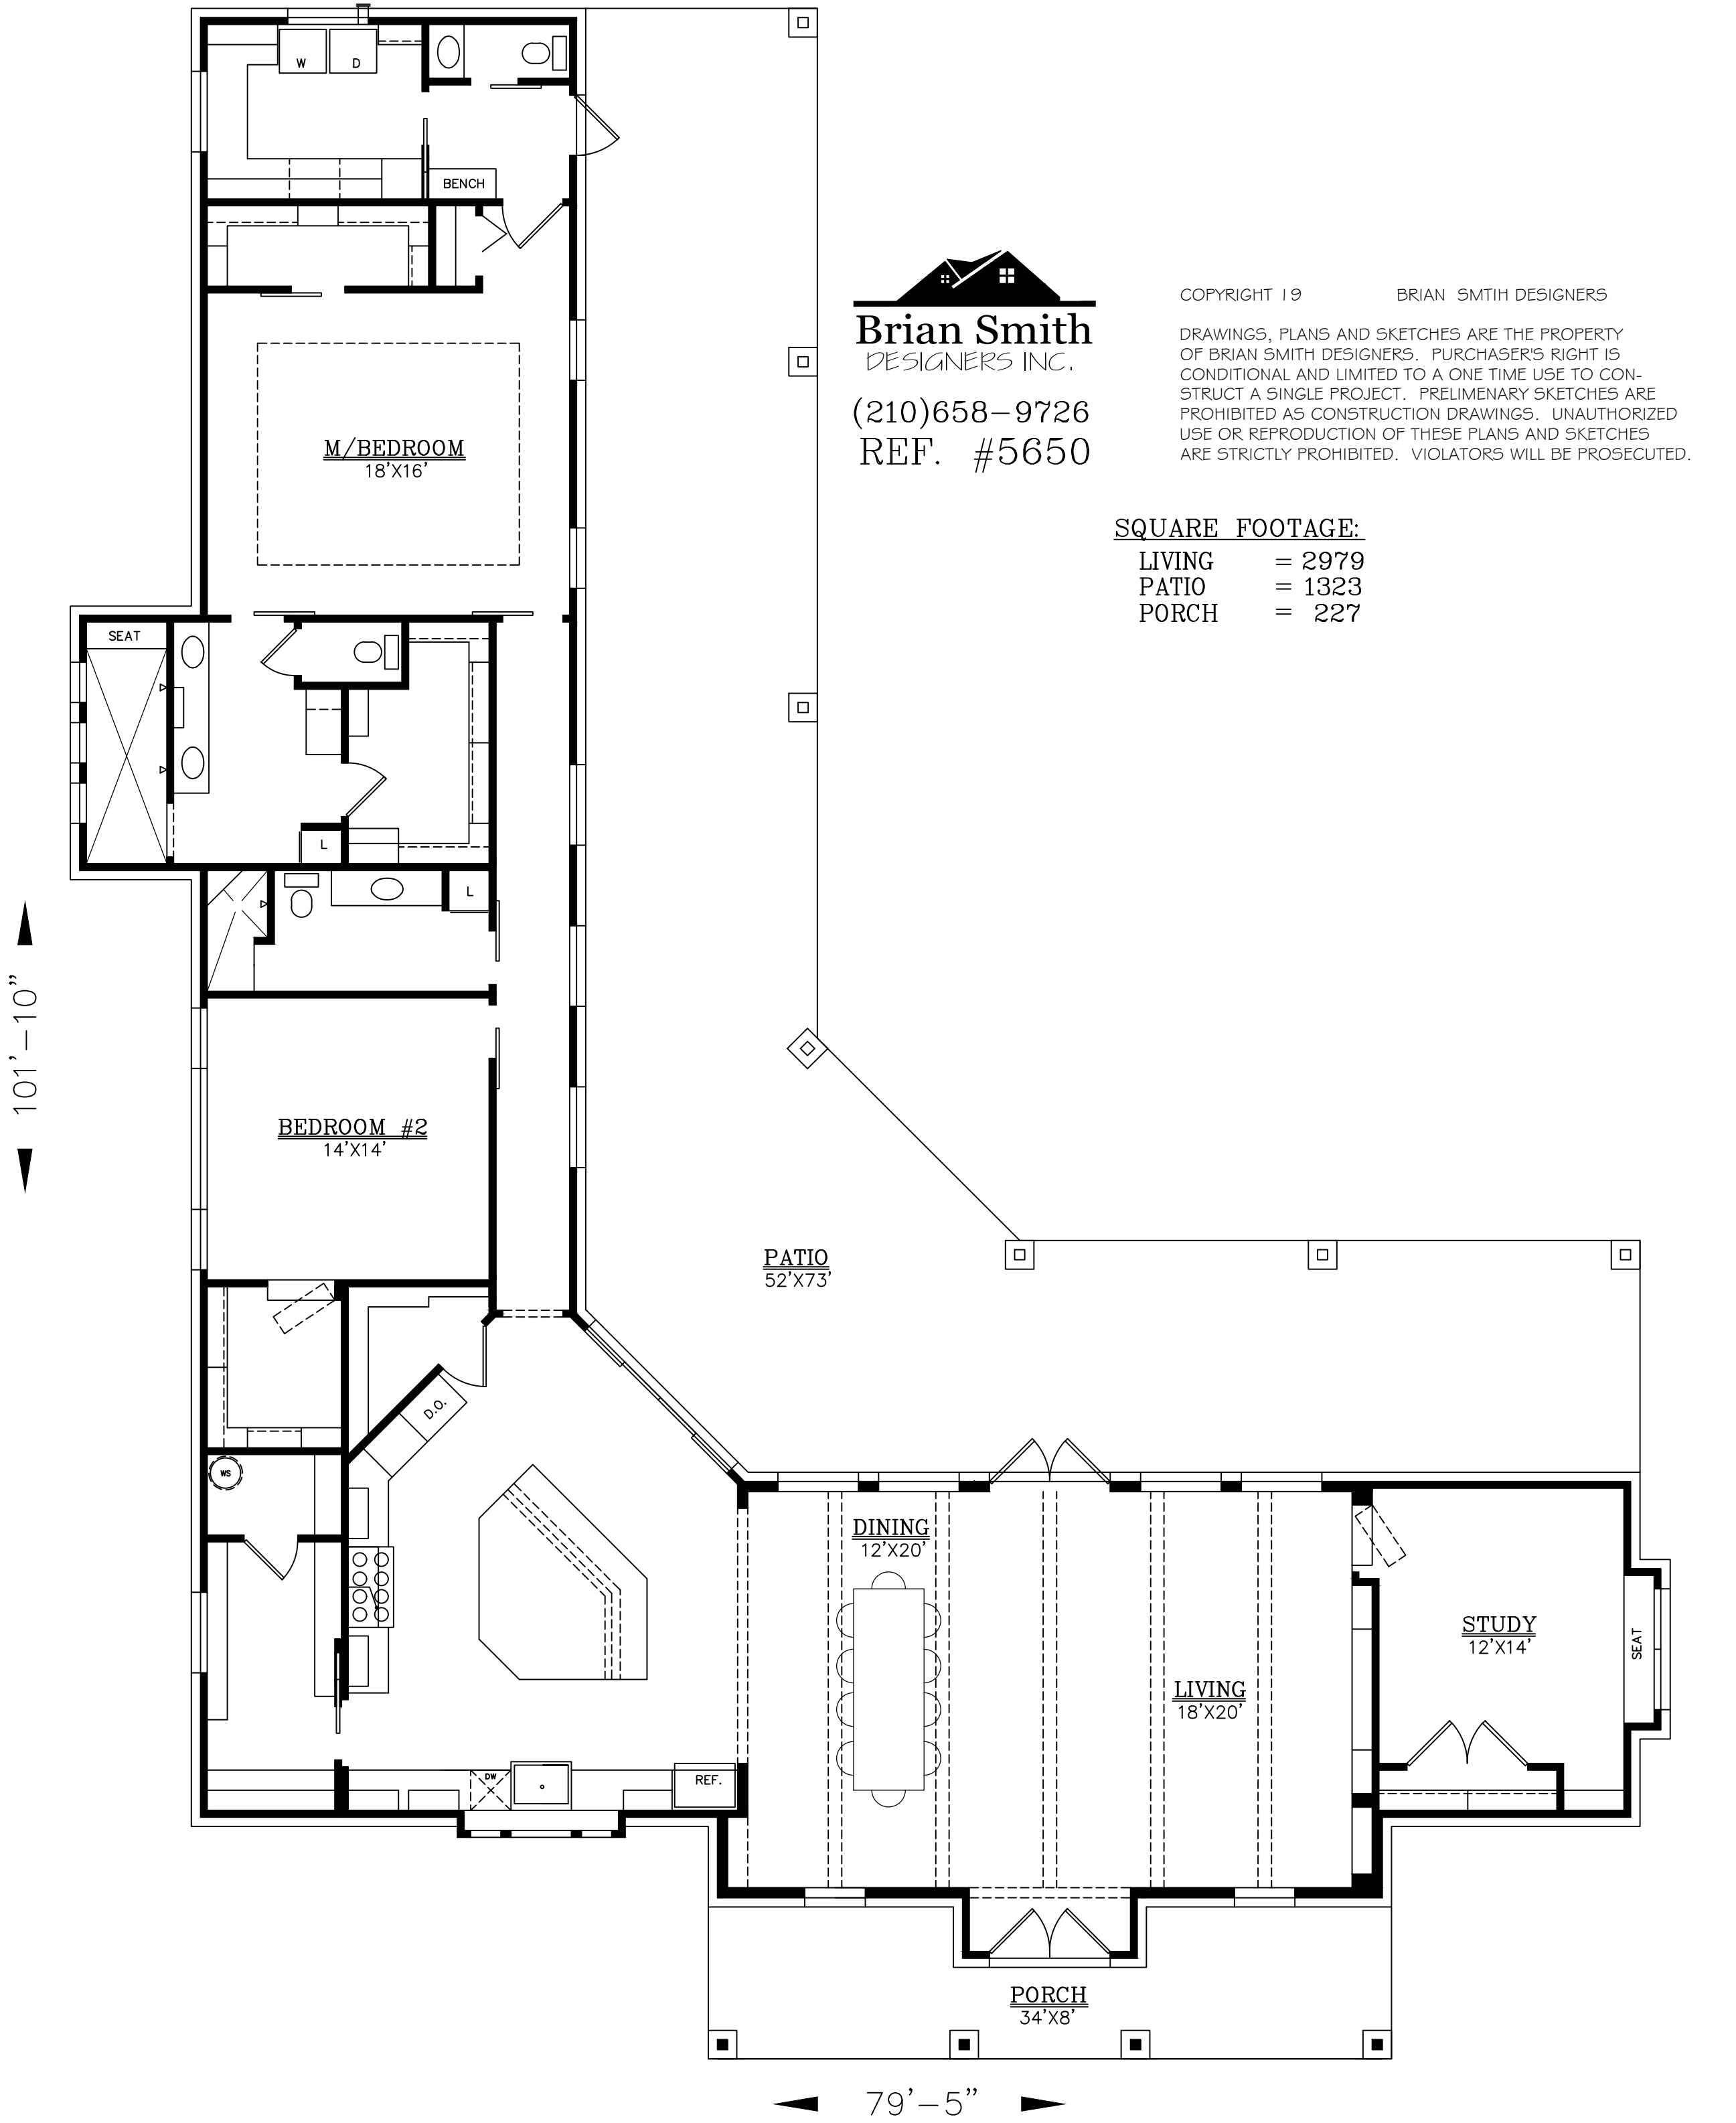 W
D
BENCH
Brian Smith
DESIGNERS INC.
(210)658-9726
REF. #5650
COPYRIGHT 19 BRIAN SMTIH DESIGNERS
DRAWINGS, PLANS AND SKETCHES ARE THE PROPERTY
OF BRIAN SMITH DESIGNERS. PURCHASER'S RIGHT IS
CONDITIONAL AND LIMITED TO A ONE TIME USE TO CON-
STRUCT A SINGLE PROJECT. PRELIMENARY SKETCHES ARE
PROHIBITED AS CONSTRUCTION DRAWINGS. UNAUTHORIZED
USE OR REPRODUCTION OF THESE PLANS AND SKETCHES
ARE STRICTLY PROHIBITED. VIOLATORS WILL BE PROSECUTED.
M/BEDROOM
18'X16'
SQUARE FOOTAGE:
LIVING = 2979
PATIO = 1323
PORCH = 227
SEAT
L
L
101'-10"
BEDROOM #2
14'X14'
PATIO
52'X73'
D.O.
WS
DINING
12'X20'
STUDY
12'X14'
SEAT
LIVING
18'X20'
DW
REF.
PORCH
34'X8'
79'-5"